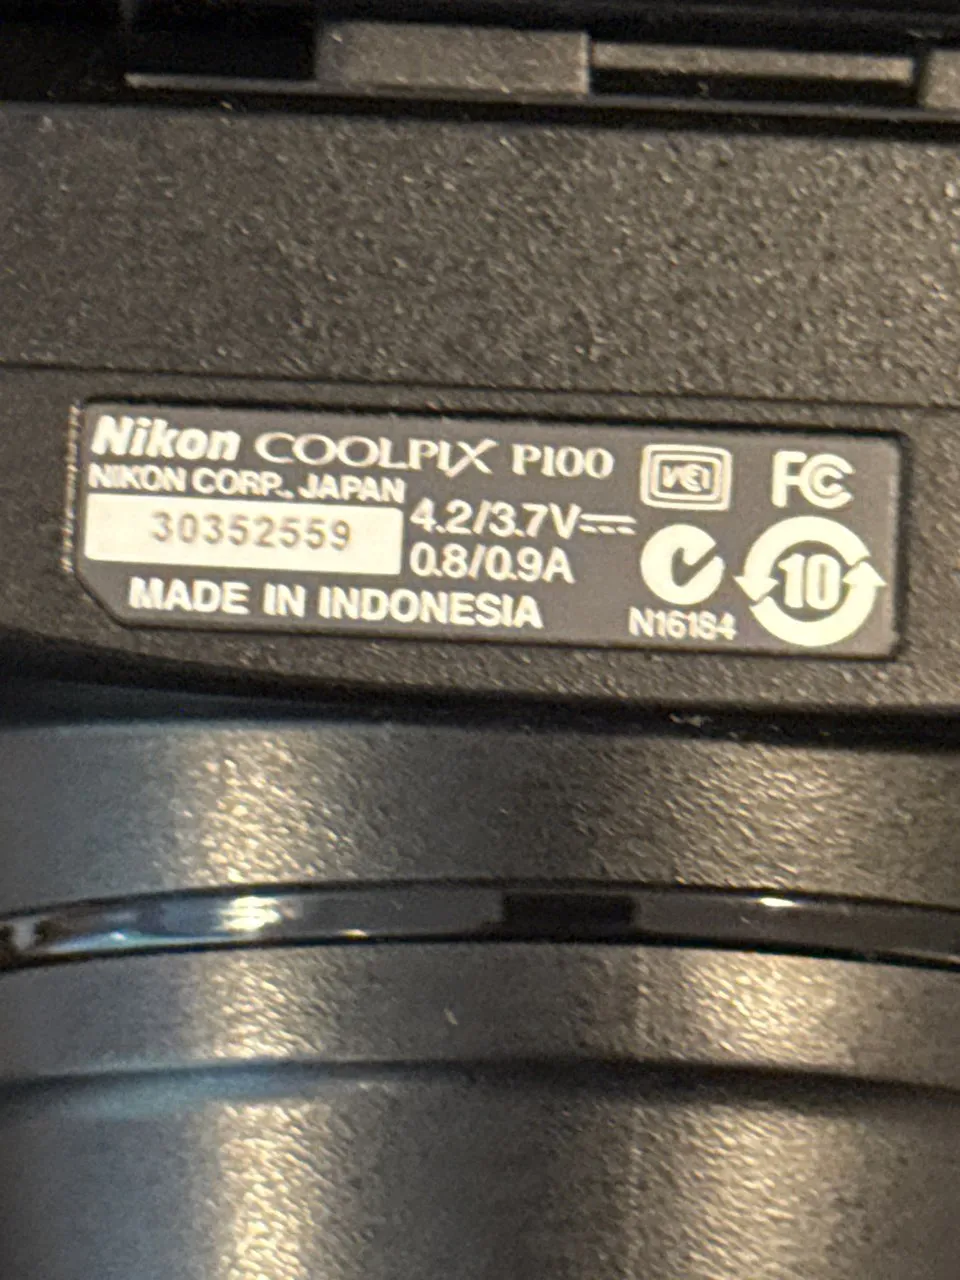 Nikon COOLPIX P100
NIKON CORP., JAPAN
30352559
4.2/3.7V
0.8/0.9A
MADE IN INDONESIA
VCI
FC
N16184
10